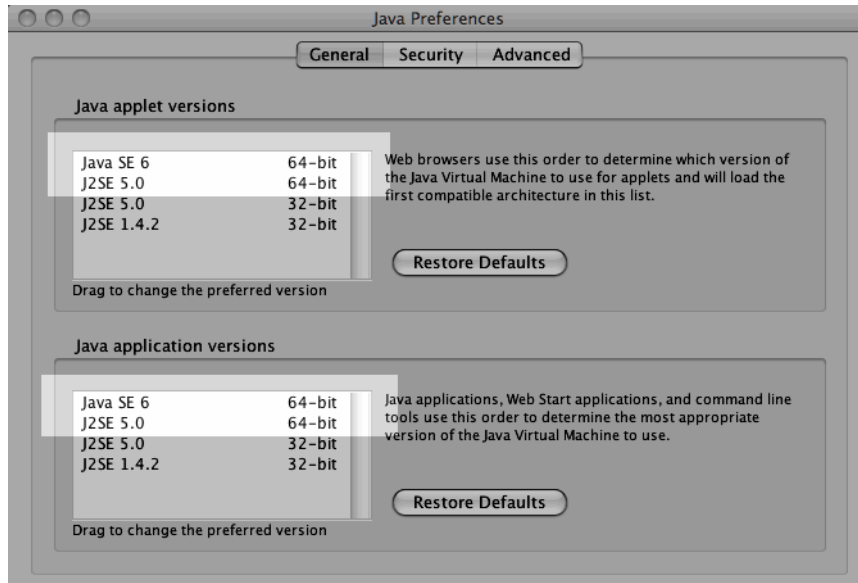 Java Preferences
General Security Advanced
Java applet versions
Java SE 6 64-bit
J2SE 5.0 64-bit
J2SE 5.0 32-bit
J2SE 1.4.2 32-bit
Drag to change the preferred version
Web browsers use this order to determine which version of
the Java Virtual Machine to use for applets and will load the
first compatible architecture in this list.
Restore Defaults
Java application versions
Java SE 6 64-bit
J2SE 5.0 64-bit
J2SE 5.0 32-bit
J2SE 1.4.2 32-bit
Drag to change the preferred version
Java applications, Web Start applications, and command line
tools use this order to determine the most appropriate
version of the Java Virtual Machine to use.
Restore Defaults